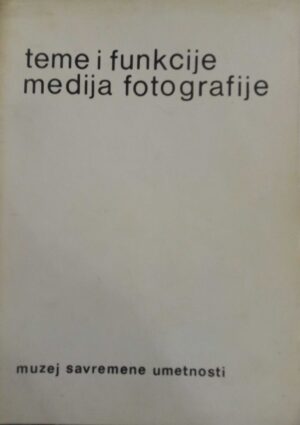 teme i funkcije
medija fotografije
muzej savremene umetnosti